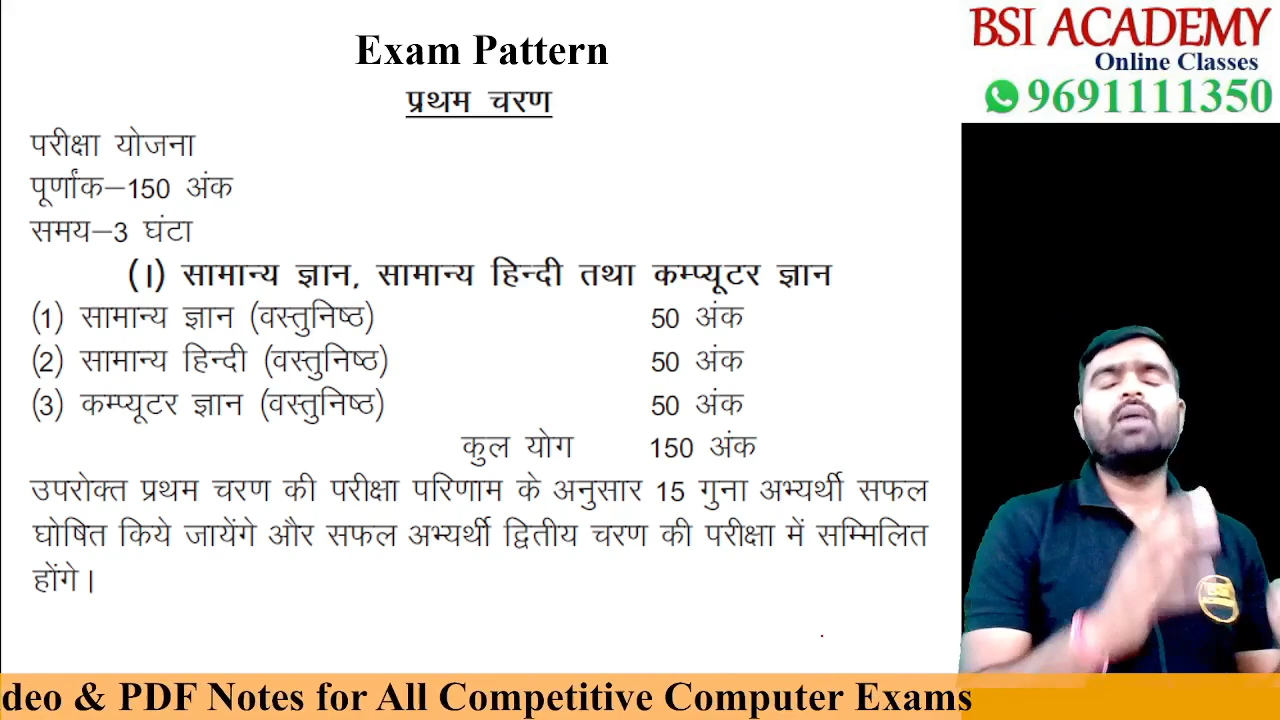 Exam Pattern
BSI ACADEMY
Online Classes
9691111350
प्रथम चरण
परीक्षा योजना
पूर्णांक–150 अंक
समय–3 घंटा
(I) सामान्य ज्ञान, सामान्य हिन्दी तथा कम्प्यूटर ज्ञान
(1) सामान्य ज्ञान (वस्तुनिष्ठ) 50 अंक
(2) सामान्य हिन्दी (वस्तुनिष्ठ) 50 अंक
(3) कम्प्यूटर ज्ञान (वस्तुनिष्ठ) 50 अंक
कुल योग 150 अंक
उपरोक्त प्रथम चरण की परीक्षा परिणाम के अनुसार 15 गुना अभ्यर्थी सफल
घोषित किये जायेंगे और सफल अभ्यर्थी द्वितीय चरण की परीक्षा में सम्मिलित
होंगे।
deo & PDF Notes for All Competitive Computer Exams